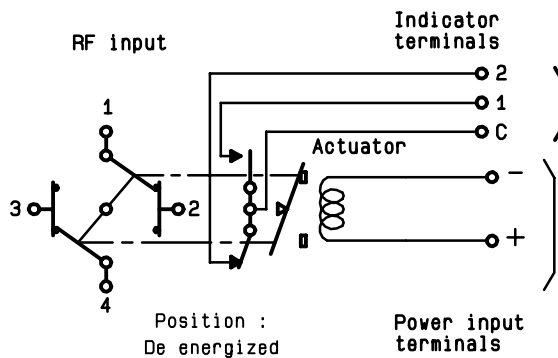 Indicator
terminals
RF input
2
1
C
Actuator
1
3
2
4
-
+
Position :
De energized
Power input
terminals